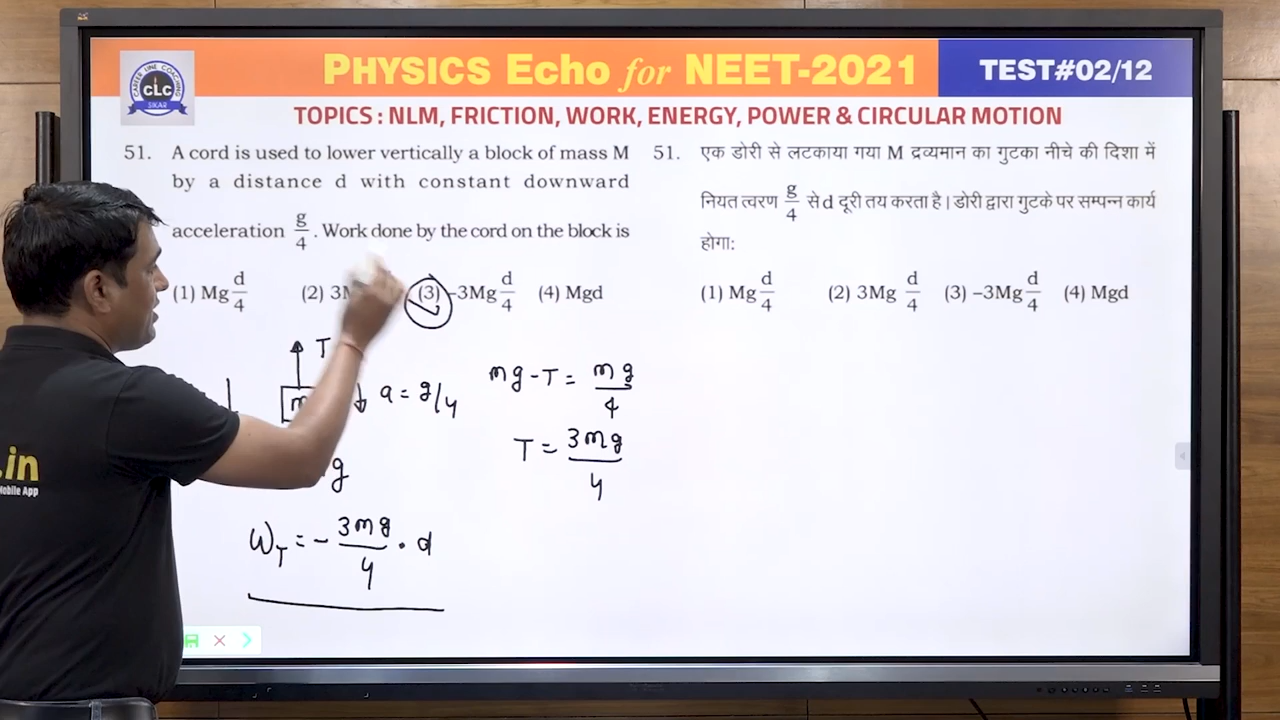 PHYSICS Echo for NEET-2021
TEST#02/12
CAREER LINE COACHING
CLC
SIKAR
TOPICS : NLM, FRICTION, WORK, ENERGY, POWER & CIRCULAR MOTION
51. A cord is used to lower vertically a block of mass M
by a distance d with constant downward
acceleration g/4 . Work done by the cord on the block is
(1) Mg d/4 (2) 3M (3) –3Mg d/4 (4) Mgd
51. एक डोरी से लटकाया गया M द्रव्यमान का गुटका नीचे की दिशा में
नियत त्वरण g/4 से d दूरी तय करता है। डोरी द्वारा गुटके पर सम्पन्न कार्य
होगा:
(1) Mg d/4 (2) 3Mg d/4 (3) –3Mg d/4 (4) Mgd
T
m
a = g/4
g
mg - T = mg/4
T = 3mg/4
W_T = - 3mg/4 . d
.in
Mobile App